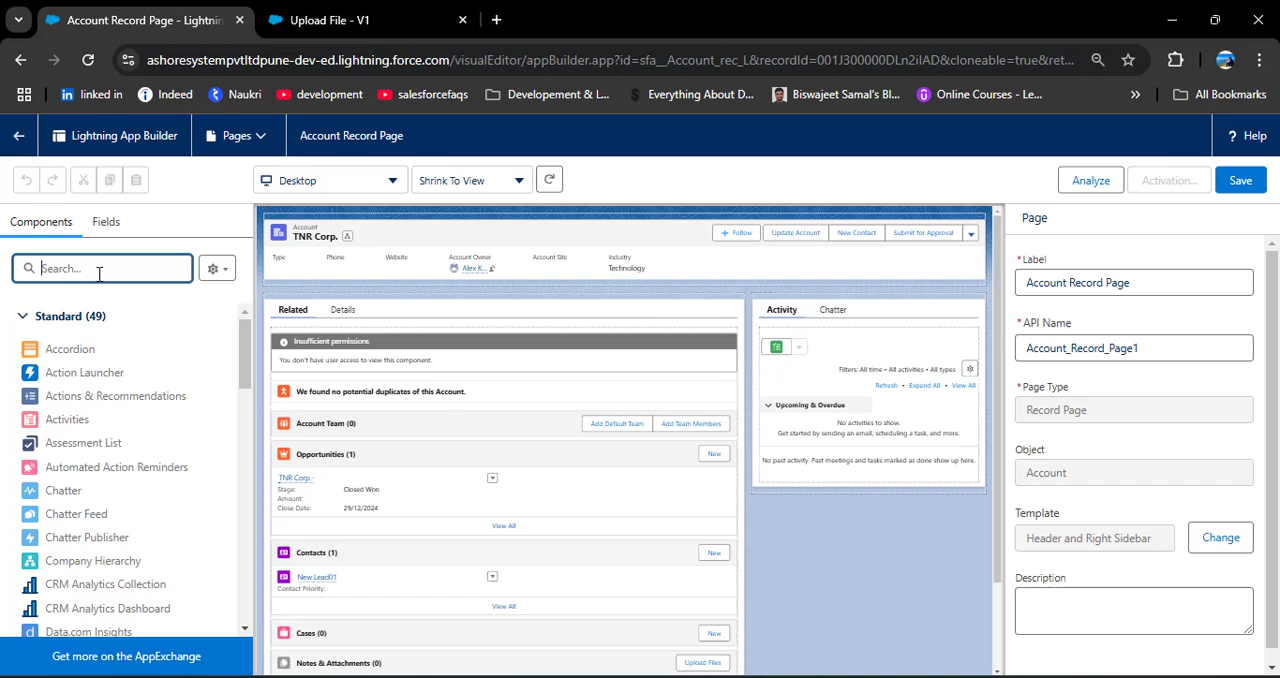 Account Record Page - Lightnin
Upload File - V1
ashoresystempvtltdpune-dev-ed.lightning.force.com/visualEditor/appBuilder.app?id=sfa__Account_rec_L&recordId=001J300000DLn2iIAD&cloneable=true&ret...
linked in
Indeed
Naukri
development
salesforcefaqs
Developement & I...
Everything About D...
Biswajeet Samal's Bl...
Online Courses - Le...
All Bookmarks
Lightning App Builder
Pages
Account Record Page
? Help
Desktop
Shrink To View
Analyze
Activation...
Save
Components
Fields
Search...
Standard (49)
Accordion
Action Launcher
Actions & Recommendations
Activities
Assessment List
Automated Action Reminders
Chatter
Chatter Feed
Chatter Publisher
Company Hierarchy
CRM Analytics Collection
CRM Analytics Dashboard
Data.com Insights
Get more on the AppExchange
Account
TNR Corp.
+ Follow
Update Account
New Contact
Submit for Approval
Type
Phone
Website
Account Owner
Account Site
Industry
Alex K...
Technology
Related
Details
Insufficient permissions
You don't have user access to view this component.
We found no potential duplicates of this Account.
Account Team (0)
Add Default Team
Add Team Members
Opportunities (1)
New
TNR Corp.-
Stage:
Closed Won
Amount:
Close Date:
29/12/2024
View All
Contacts (1)
New
New Lead01
Contact Priority:
View All
Cases (0)
New
Notes & Attachments (0)
Upload Files
Activity
Chatter
Filters: All time • All activities • All types
Refresh • Expand All • View All
Upcoming & Overdue
No activities to show.
Get started by sending an email, scheduling a task, and more.
No past activity. Past meetings and tasks marked as done show up here.
Page
*Label
Account Record Page
*API Name
Account_Record_Page1
*Page Type
Record Page
Object
Account
Template
Header and Right Sidebar
Change
Description